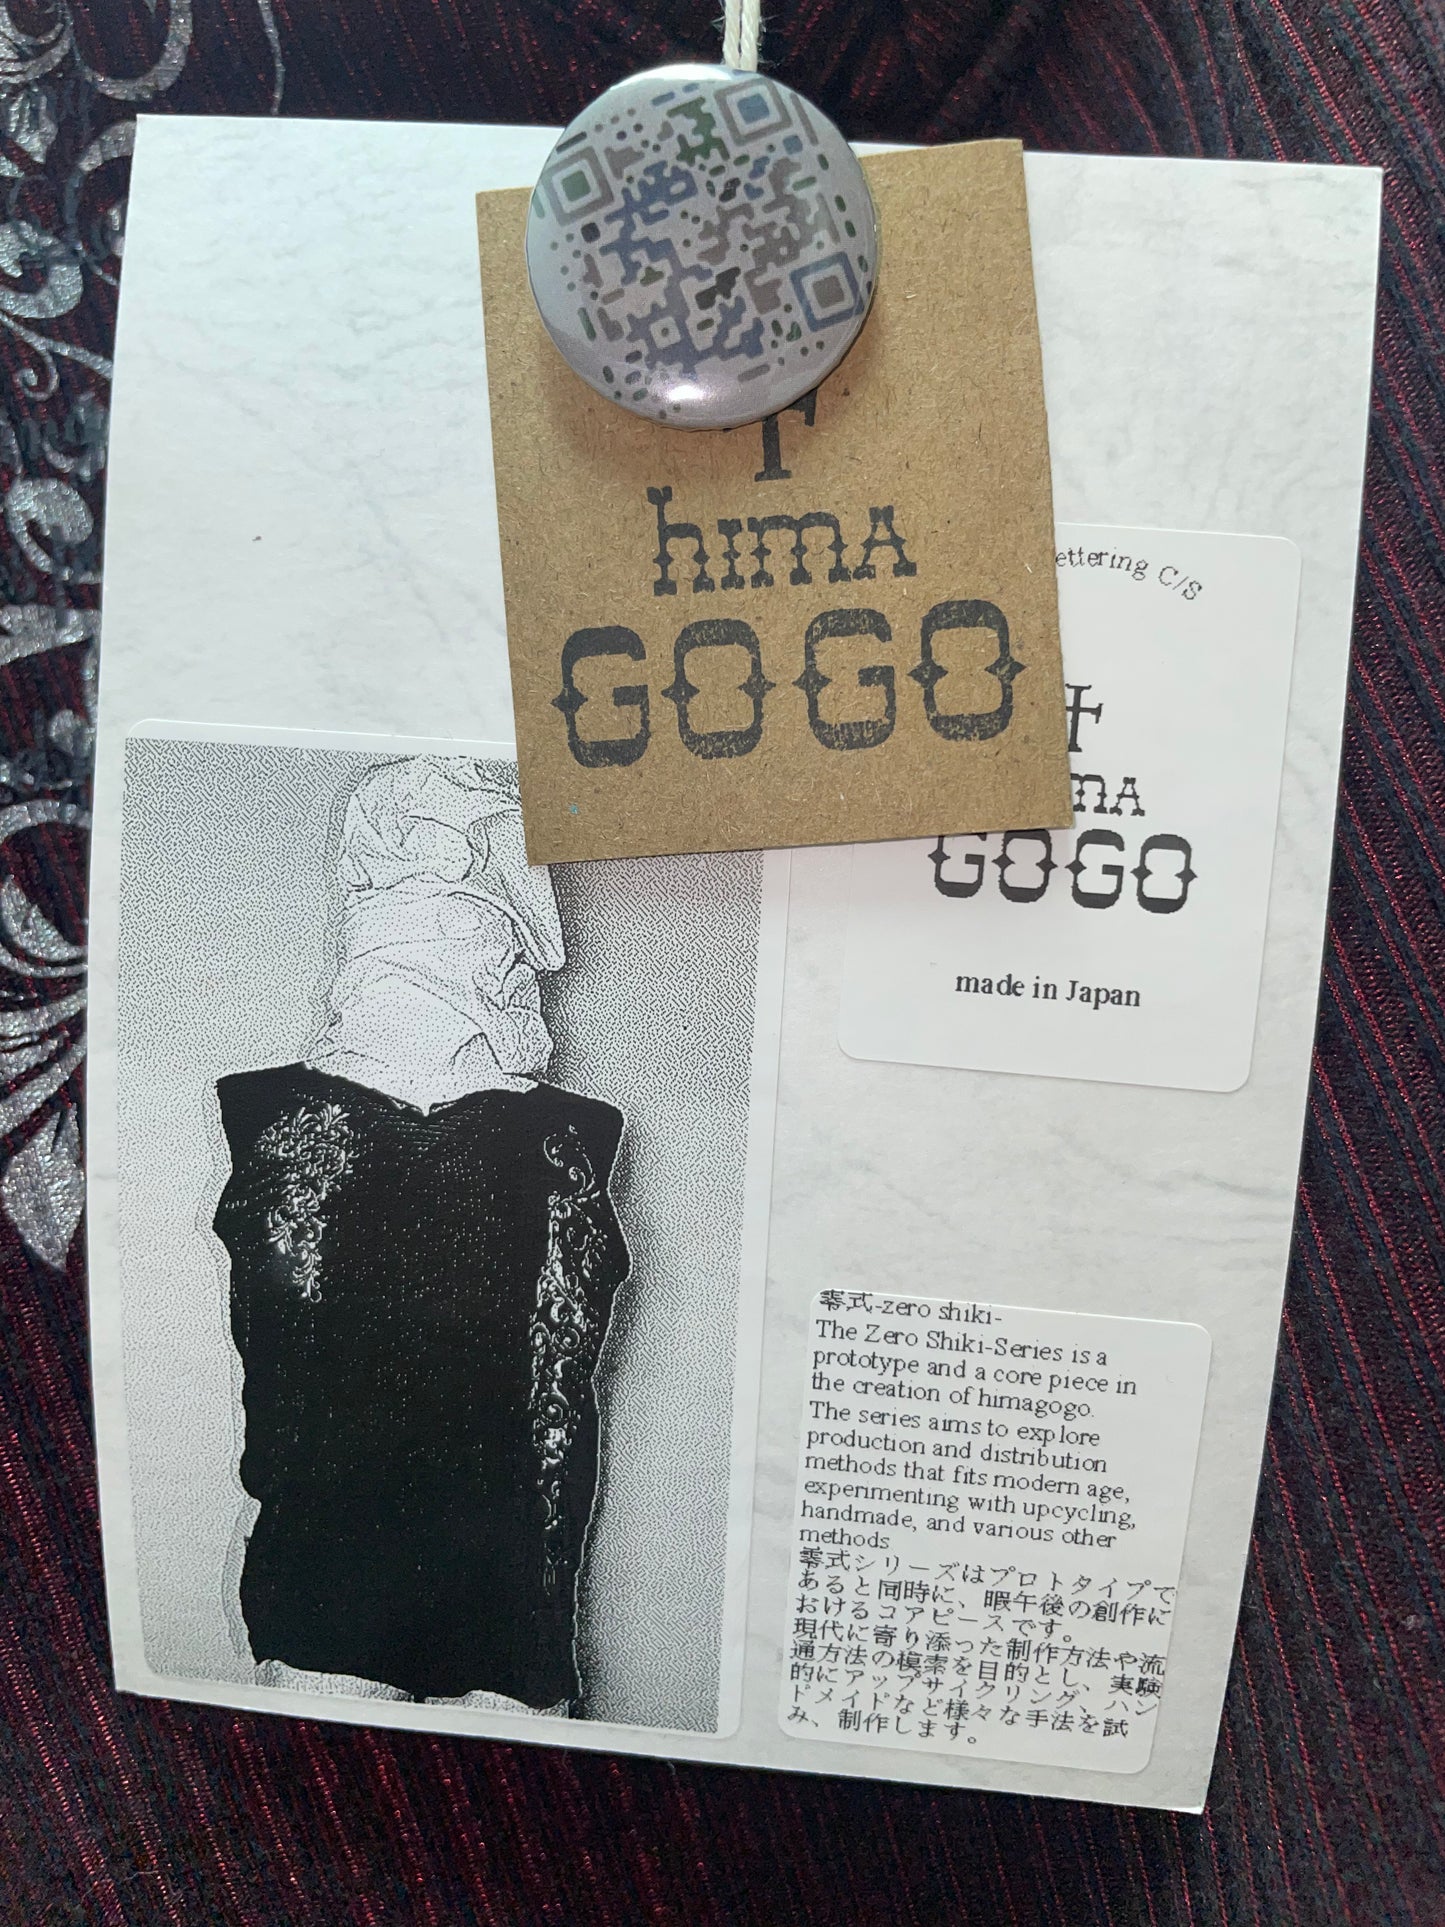 hima
GOGO
ettering C/S
mA
GOGO
made in Japan
零式-zero shiki-
The Zero Shiki-Series is a
prototype and a core piece in
the creation of himagogo.
The series aims to explore
production and distribution
methods that fits modern age,
experimenting with upcycling,
handmade, and various other
methods
零式シリーズはプロトタイプで
あると同時に、暇午後の創作に
おけるコアピースです。
現代に寄り添った制作方法や流
通方法の模索を目的とし、実験
的にアップサイクリング、ハン
ドメイドなど様々な手法を試
み、制作します。